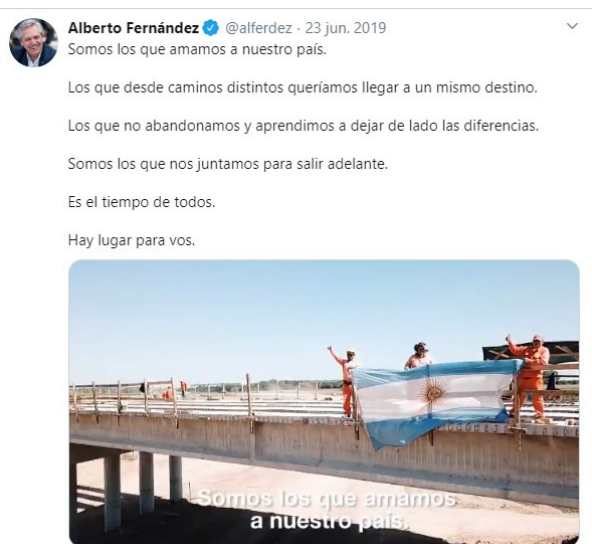 Alberto Fernández @alferdez · 23 jun. 2019
Somos los que amamos a nuestro país.
Los que desde caminos distintos queríamos llegar a un mismo destino.
Los que no abandonamos y aprendimos a dejar de lado las diferencias.
Somos los que nos juntamos para salir adelante.
Es el tiempo de todos.
Hay lugar para vos.
Somos los que amamos
a nuestro país.